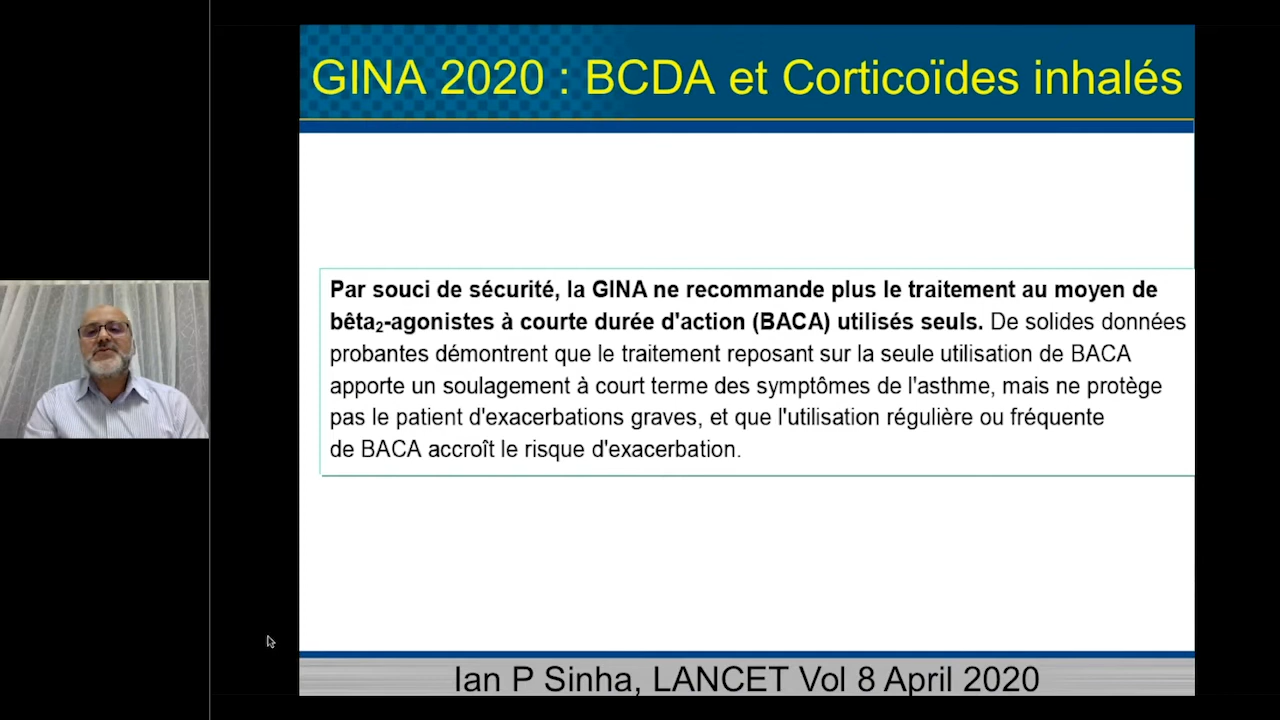 GINA 2020 : BCDA et Corticoïdes inhalés
Par souci de sécurité, la GINA ne recommande plus le traitement au moyen de
bêta₂-agonistes à courte durée d'action (BACA) utilisés seuls. De solides données
probantes démontrent que le traitement reposant sur la seule utilisation de BACA
apporte un soulagement à court terme des symptômes de l'asthme, mais ne protège
pas le patient d'exacerbations graves, et que l'utilisation régulière ou fréquente
de BACA accroît le risque d'exacerbation.
Ian P Sinha, LANCET Vol 8 April 2020